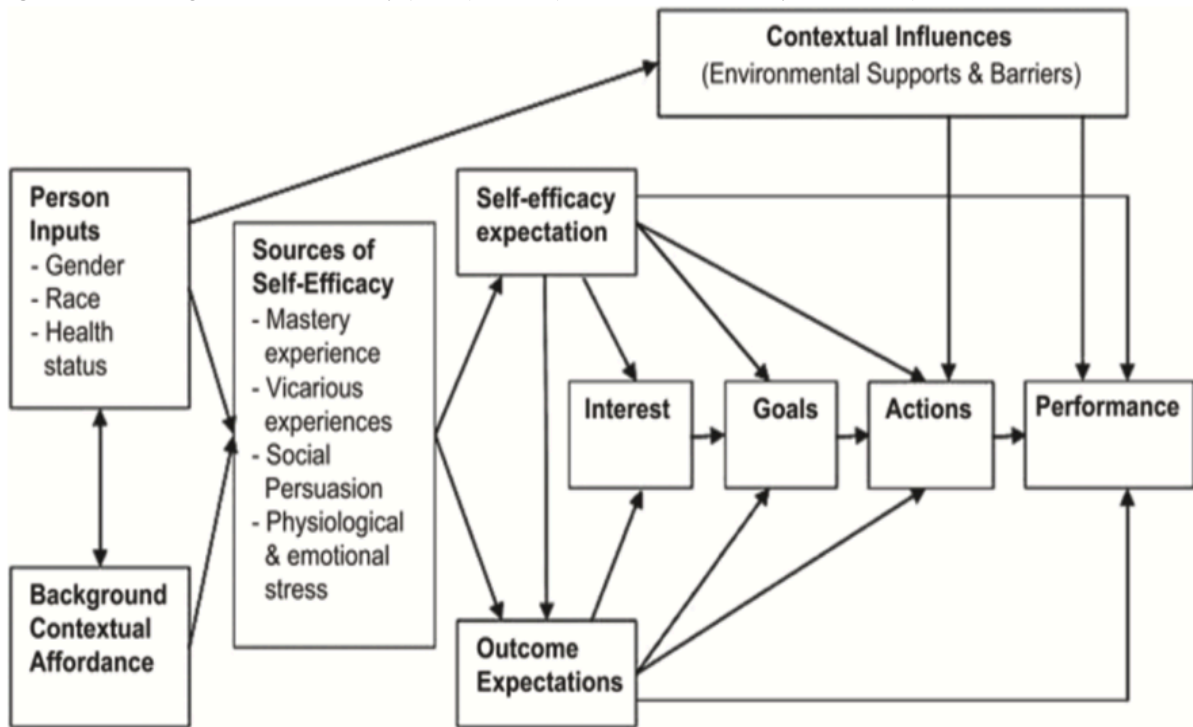 Contextual Influences
(Environmental Supports & Barriers)
Person
Inputs
- Gender
- Race
- Health
status
Background
Contextual
Affordance
Sources of
Self-Efficacy
- Mastery
experience
- Vicarious
experiences
- Social
Persuasion
- Physiological
& emotional
stress
Self-efficacy
expectation
Outcome
Expectations
Interest
Goals
Actions
Performance